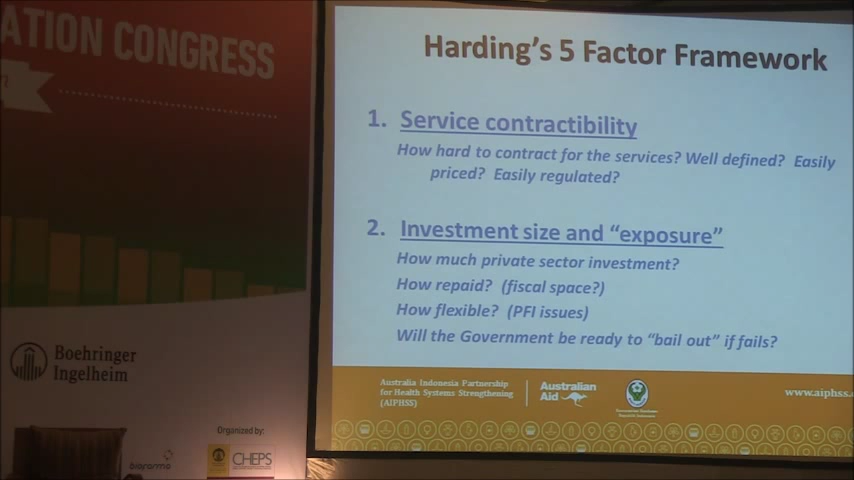 ATION CONGRESS
Harding's 5 Factor Framework
1. Service contractibility
How hard to contract for the services? Well defined? Easily
priced? Easily regulated?
2. Investment size and “exposure”
How much private sector investment?
How repaid? (fiscal space?)
How flexible? (PFI issues)
Will the Government be ready to “bail out” if fails?
Boehringer
Ingelheim
Australia Indonesia Partnership
for Health Systems Strengthening
(AIPHSS)
Australian
Aid
www.aiphss.
Organized by:
CHEPS